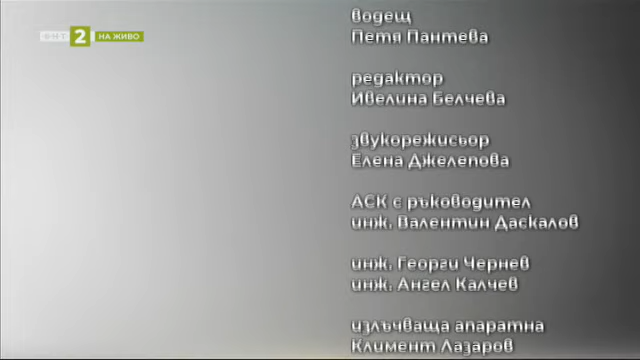 БНТ 2 НА ЖИВО
водещ
Петя Пантева
редактор
Ивелина Белчева
звукорежисьор
Елена Джелепова
АСК с ръководител
инж. Валентин Даскалов
инж. Георги Чернев
инж. Ангел Калчев
излъчваща апаратна
Климент Лазаров